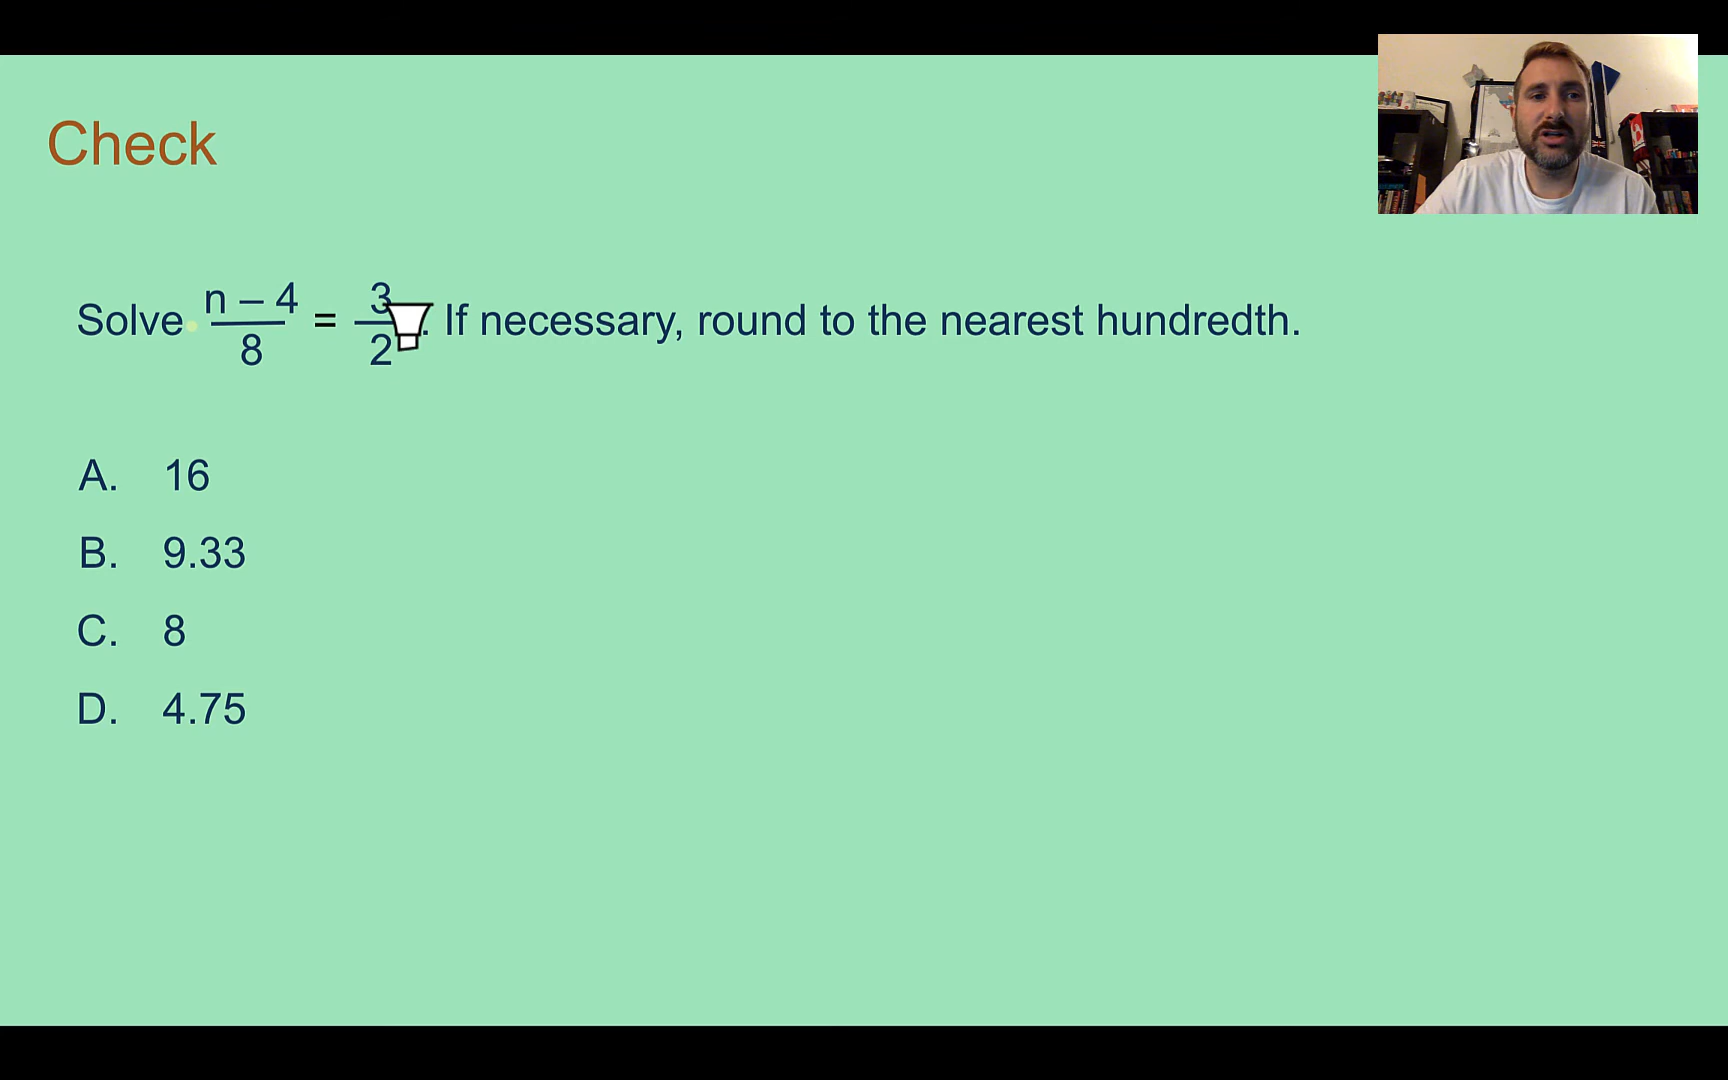 Check
Solve n – 4 / 8 = 3 / 2. If necessary, round to the nearest hundredth.
A. 16
B. 9.33
C. 8
D. 4.75